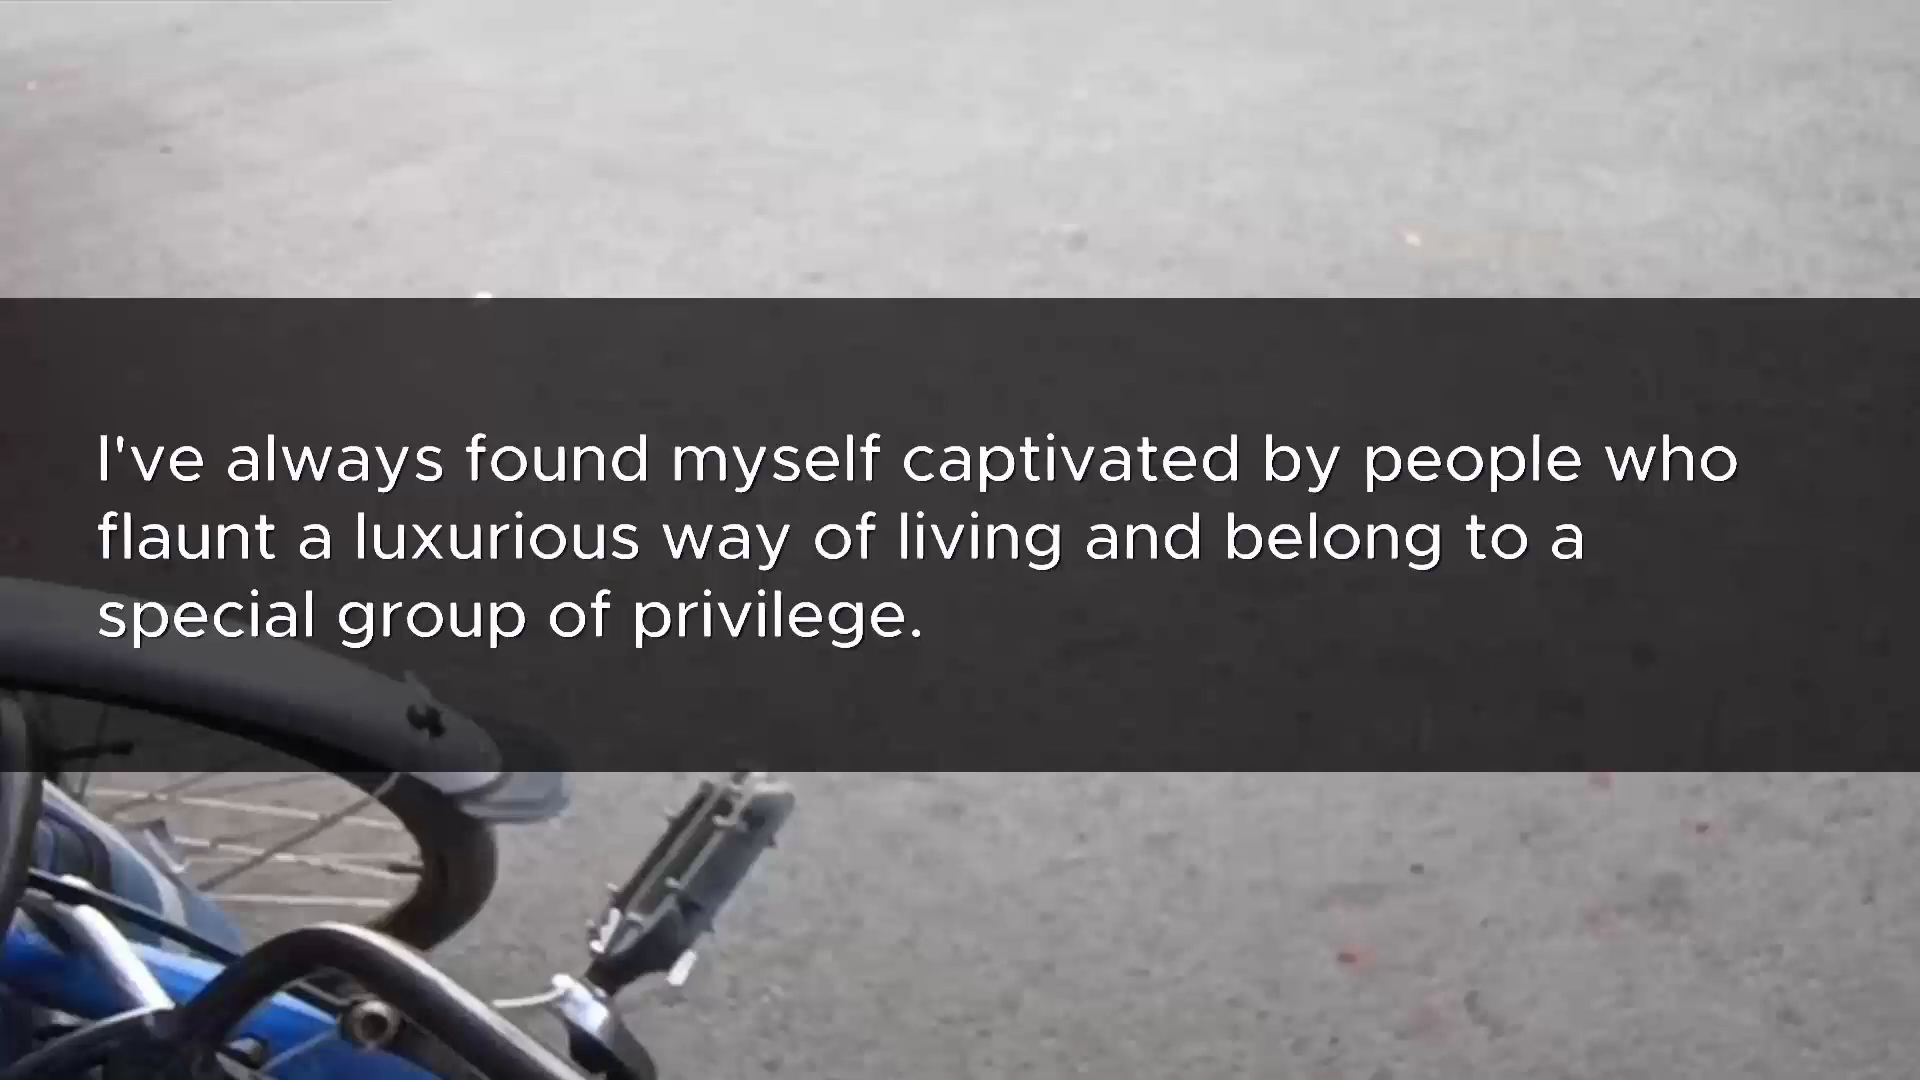 I've always found myself captivated by people who
flaunt a luxurious way of living and belong to a
special group of privilege.